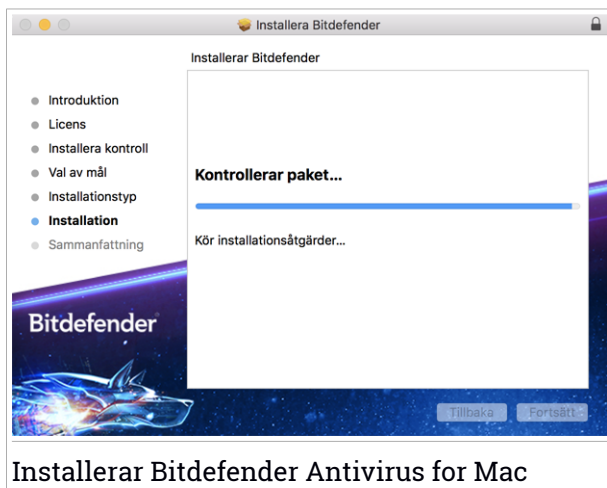 Installera Bitdefender
Installerar Bitdefender
Introduktion
Licens
Installera kontroll
Val av mål
Installationstyp
Installation
Sammanfattning
Kontrollerar paket...
Kör installationsåtgärder...
Bitdefender
Tillbaka
Fortsätt
Installerar Bitdefender Antivirus for Mac